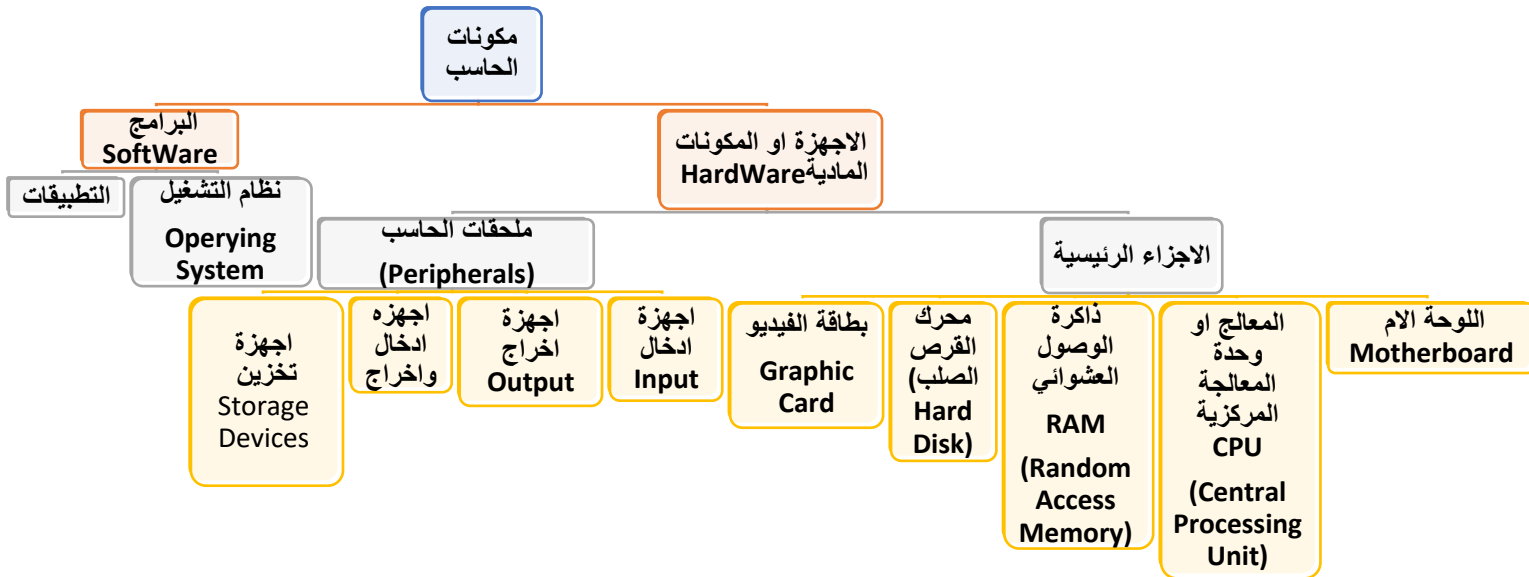 مكونات
الحاسب
الاجهزة او المكونات
المادية HardWare
البرامج
SoftWare
الاجزاء الرئيسية
ملحقات الحاسب
(Peripherals)
نظام التشغيل
Operying
System
التطبيقات
اللوحة الام
Motherboard
المعالج او
وحدة
المعالجة
المركزية
CPU
(Central
Processing
Unit)
ذاكرة
الوصول
العشوائي
RAM
(Random
Access
Memory)
محرك
القرص
الصلب(
Hard
Disk)
بطاقة الفيديو
Graphic
Card
اجهزة
ادخال
Input
اجهزة
اخراج
Output
اجهزه
ادخال
واخراج
اجهزة
تخزين
Storage
Devices